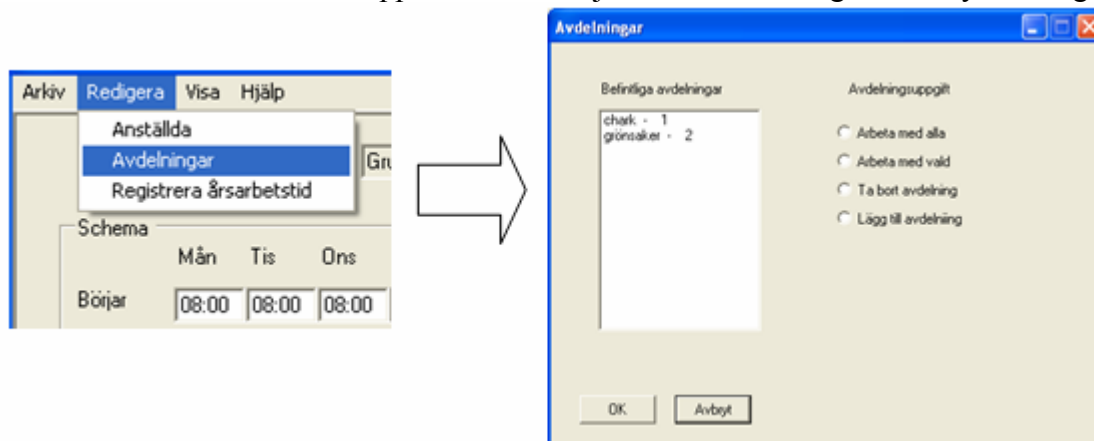 Avdelningar
Arkiv Redigera Visa Hjälp
Anställda
Avdelningar
Registrera årsarbetstid
Schema
Mån Tis Ons
Börjar 08:00 08:00 08:00
Befintliga avdelningar
chark - 1
grönsaker - 2
Avdelningsuppgift
Arbeta med alla
Arbeta med vald
Ta bort avdelning
Lägg till avdelning
OK Avbryt